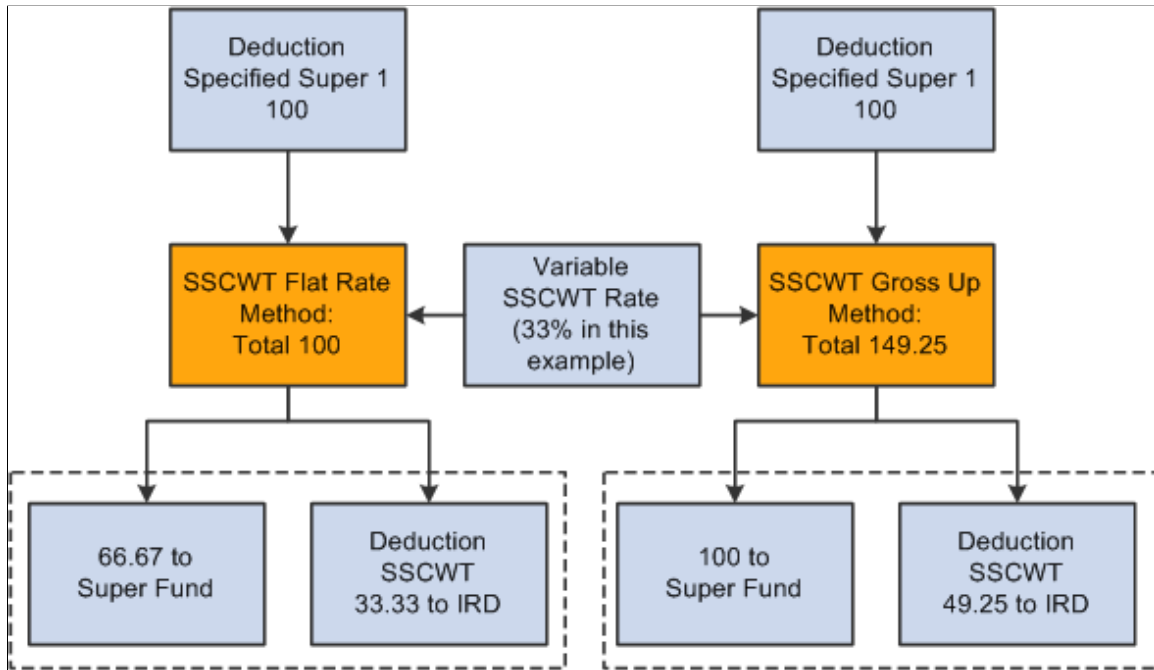 Deduction
Specified Super 1
100
Deduction
Specified Super 1
100
SSCWT Flat Rate
Method:
Total 100
Variable
SSCWT Rate
(33% in this
example)
SSCWT Gross Up
Method:
Total 149.25
66.67 to
Super Fund
Deduction
SSCWT
33.33 to IRD
100 to
Super Fund
Deduction
SSCWT
49.25 to IRD